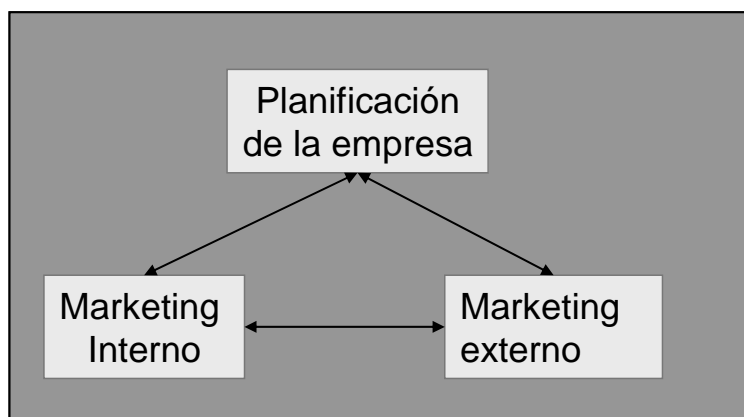 Planificación
de la empresa
Marketing
Interno
Marketing
externo